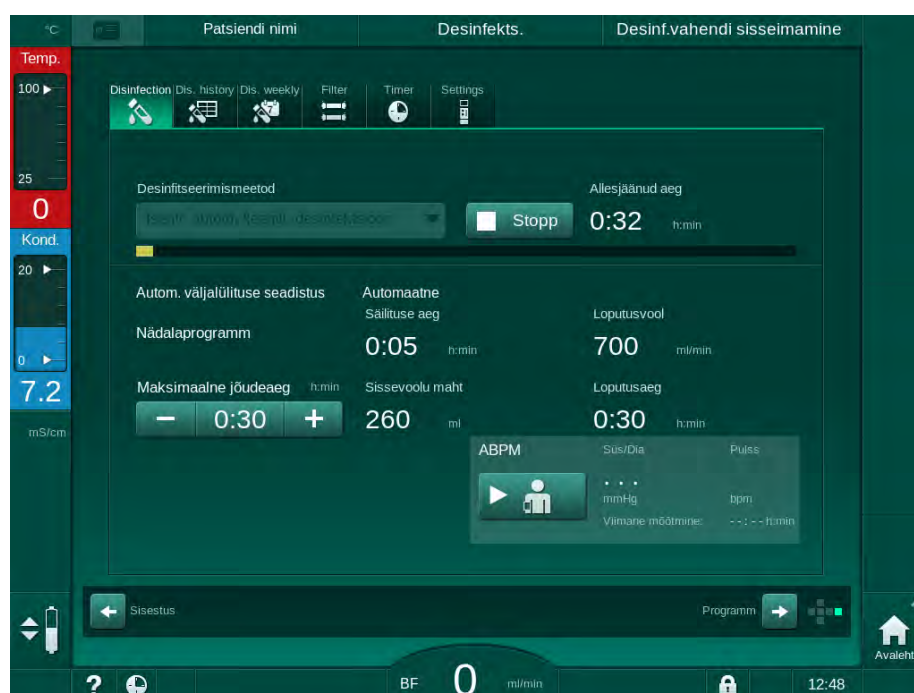 °C Patsiendi nimi Desinfekts. Desinf.vahendi sisseimamine
Temp.
100
25
0
Kond.
20
0
7.2
mS/cm
Disinfection Dis. history Dis. weekly Filter Timer Settings
7
Desinfitseerimismeetod Allesjäänud aeg
Stopp 0:32 h:min
Autom. väljalülituse seadistus Automaatne
Säilituse aeg Loputusvool
Nädalaprogramm
0:05 h:min 700 ml/min
Maksimaalne jõudeaeg h:min Sissevoolu maht Loputusaeg
− 0:30 + 260 ml 0:30 h:min
ABPM Süs/Dia Pulss
. . .
mmHg bpm
Viimane mõõtmine: --:-- h:min
Sisestus Programm
Avaleht
? BF 0 ml/min 12:48